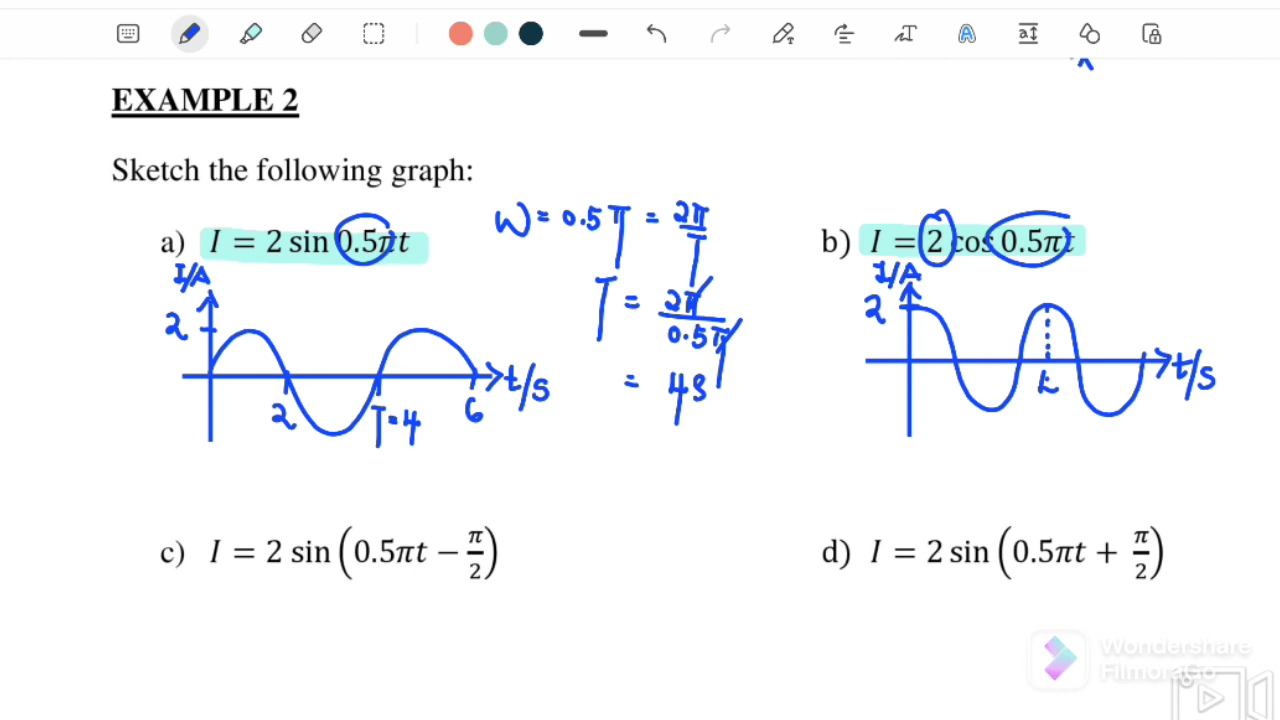 EXAMPLE 2
Sketch the following graph:
a) I = 2 sin 0.5πt
ω = 0.5π = 2π/T
T = 2π/0.5π
= 4s
I/A
2
2
T=4
6
t/s
b) I = 2 cos 0.5πt
I/A
2
t/s
c) I = 2 sin (0.5πt − π/2)
d) I = 2 sin (0.5πt + π/2)
Wondershare
FilmoraGo